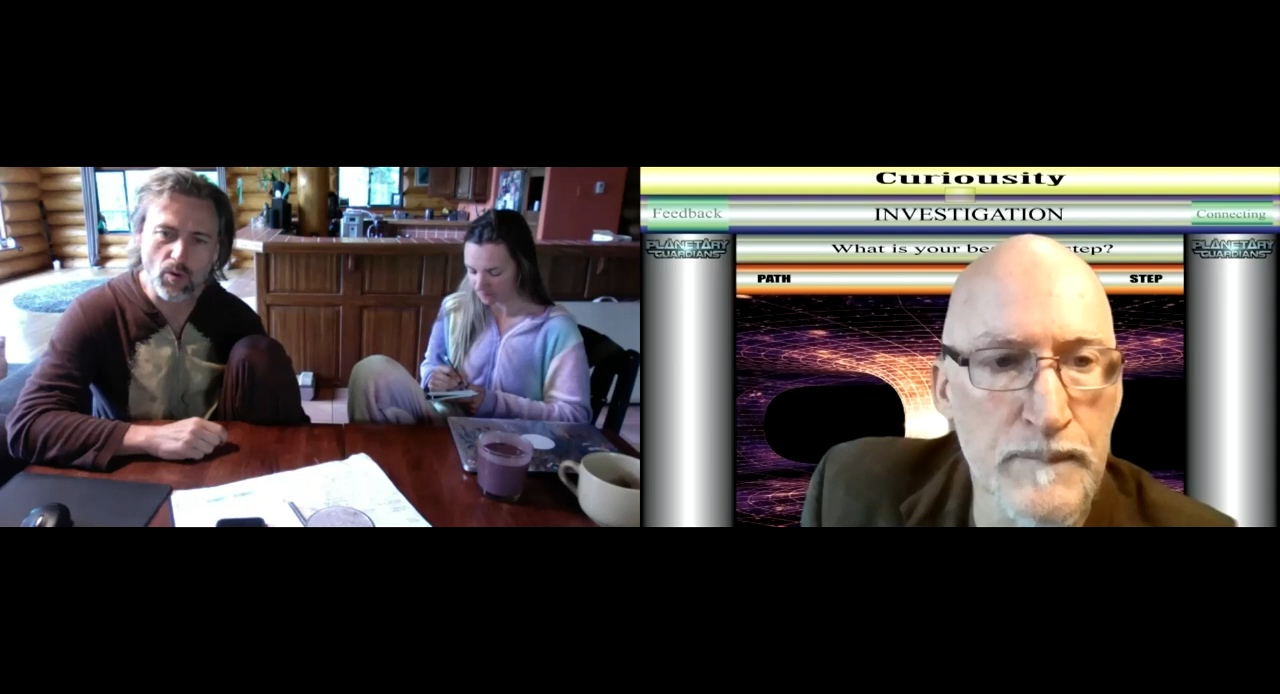 Curiousity
Feedback
INVESTIGATION
Connecting
PLANETARY
GUARDIANS
What is your be step?
PLANETARY
GUARDIANS
PATH
STEP